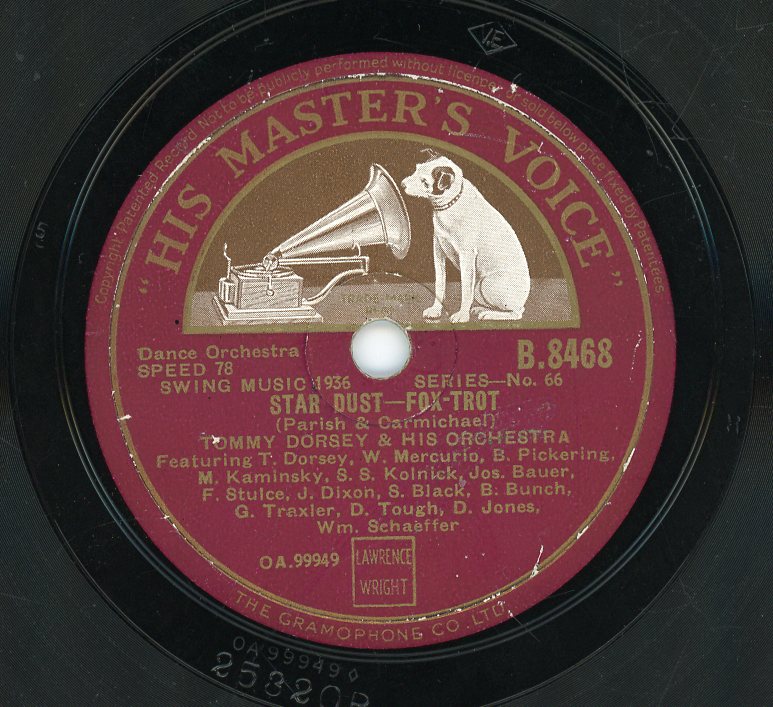 I.E
Copyright Patented Record Not to be publicly performed without licence or sold below price fixed by Patentees.
"HIS MASTER'S VOICE"
TRADE-MARK
Dance Orchestra
B.8468
SPEED 78
SWING MUSIC 1936 SERIES—No. 66
STAR DUST—FOX-TROT
(Parish & Carmichael)
TOMMY DORSEY & HIS ORCHESTRA
Featuring T. Dorsey, W. Mercurio, B. Pickering,
M. Kaminsky, S. S. Kolnick, Jos. Bauer,
F. Stulce, J. Dixon, S. Black, B. Bunch,
G. Traxler, D. Tough, D. Jones,
Wm. Schaeffer
OA.99949
LAWRENCE
WRIGHT
THE GRAMOPHONE CO. LTD.
OA99949◊
25320B